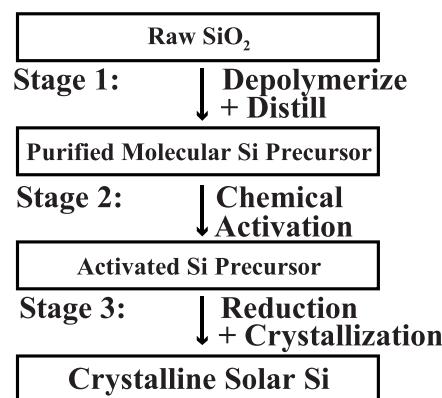 Raw SiO₂
Stage 1: Depolymerize
+ Distill
Purified Molecular Si Precursor
Stage 2: Chemical
Activation
Activated Si Precursor
Stage 3: Reduction
+ Crystallization
Crystalline Solar Si